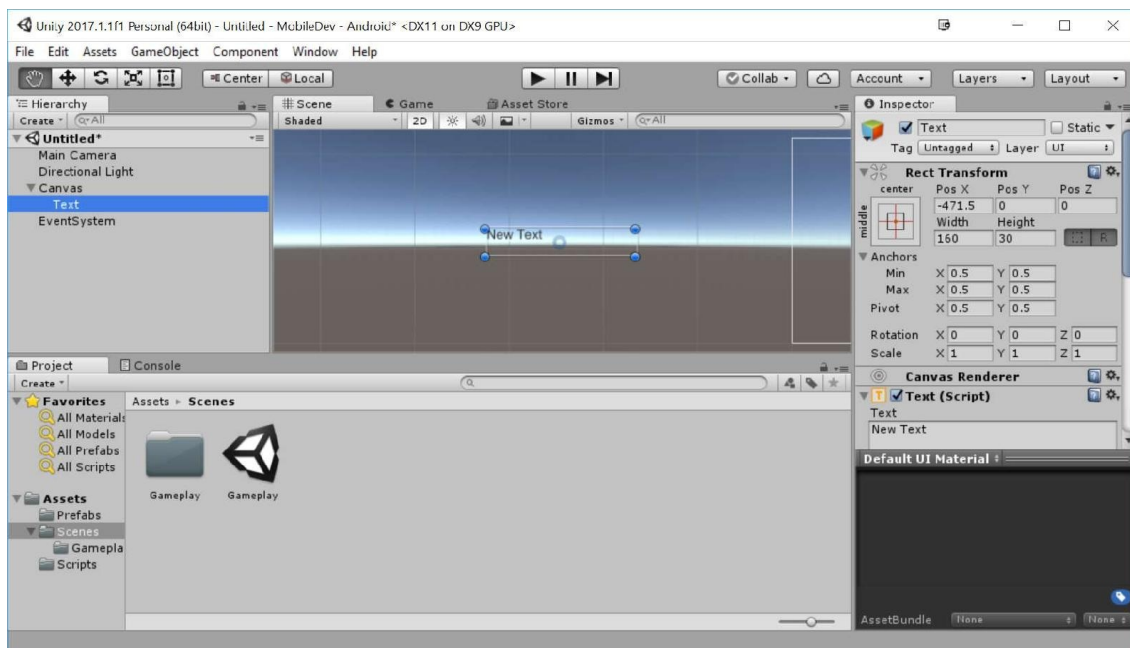 Unity 2017.1.1f1 Personal (64bit) - Untitled - MobileDev - Android* <DX11 on DX9 GPU>
File Edit Assets GameObject Component Window Help
Center Local Collab Account Layers Layout
Hierarchy
Create All
Untitled*
Main Camera
Directional Light
Canvas
Text
EventSystem
Scene Game Asset Store
Shaded 2D Gizmos All
New Text
Inspector
Text Static
Tag Untagged Layer UI
Rect Transform
center Pos X Pos Y Pos Z
middle
-471.5 0 0
Width Height
160 30 R
Anchors
Min X 0.5 Y 0.5
Max X 0.5 Y 0.5
Pivot X 0.5 Y 0.5
Rotation X 0 Y 0 Z 0
Scale X 1 Y 1 Z 1
Canvas Renderer
Text (Script)
Text
New Text
Default UI Material
AssetBundle None None
Project Console
Create
Favorites
All Materials
All Models
All Prefabs
All Scripts
Assets
Prefabs
Scenes
Gamepla
Scripts
Assets Scenes
Gameplay Gameplay